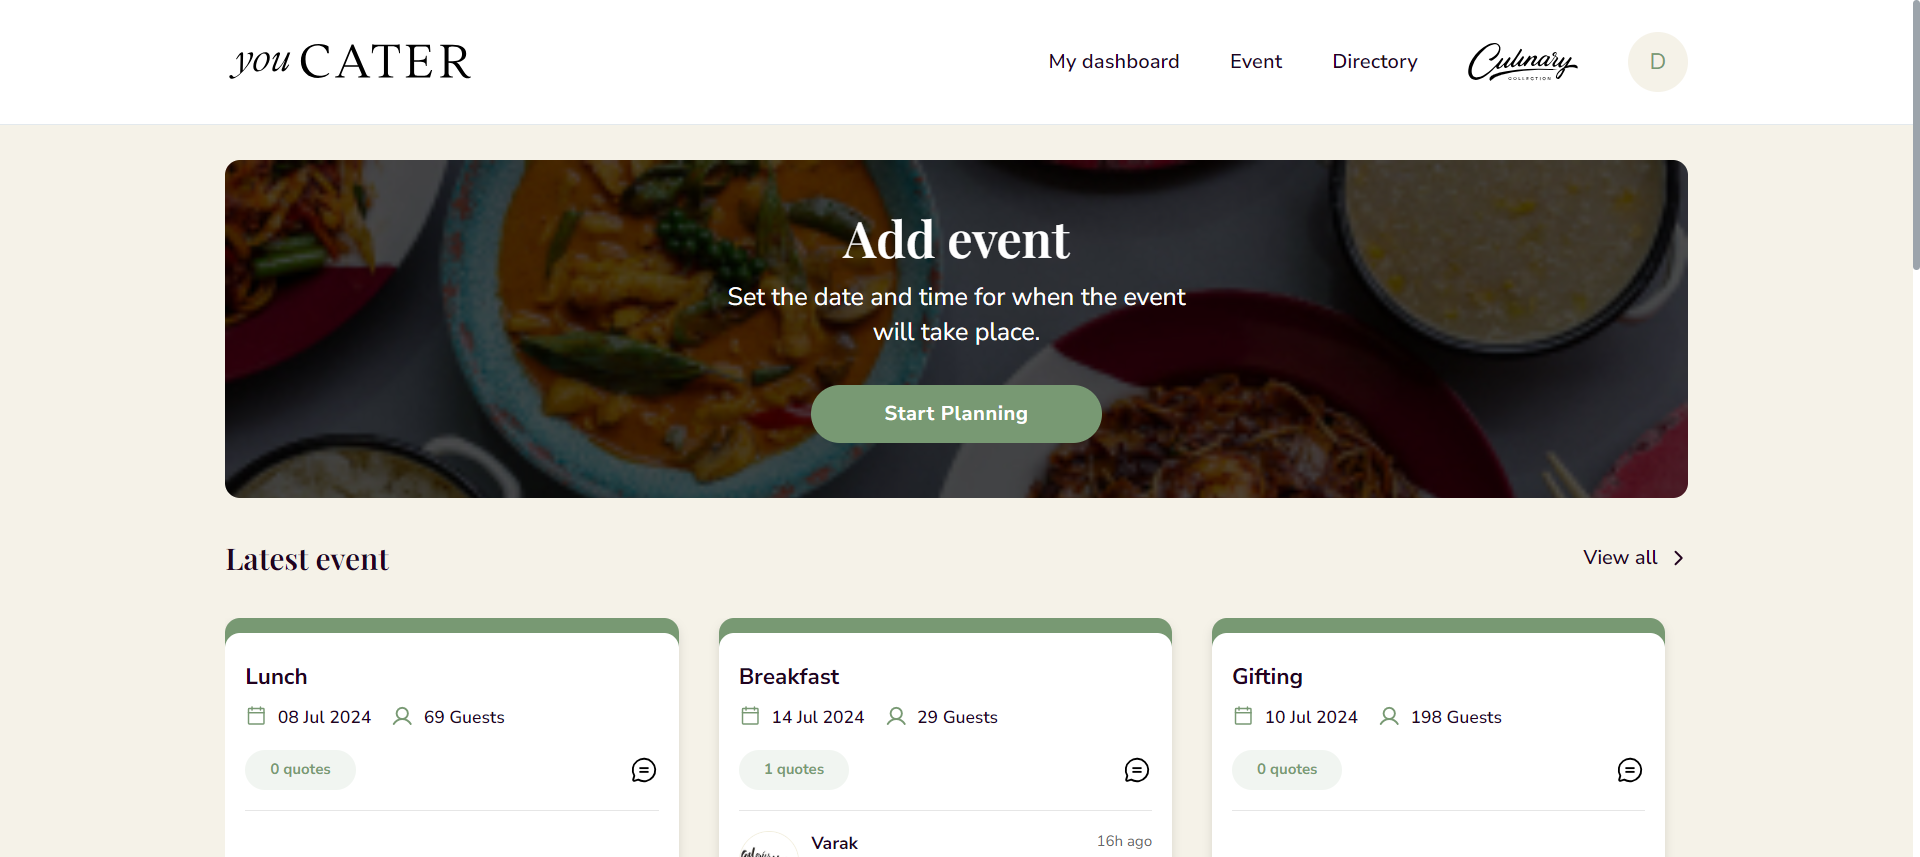 you CATER
My dashboard
Event
Directory
Culinary
COLLECTION
D
Add event
Set the date and time for when the event
will take place.
Start Planning
Latest event
View all
Lunch
08 Jul 2024
69 Guests
0 quotes
Breakfast
14 Jul 2024
29 Guests
1 quotes
Varak
16h ago
Gifting
10 Jul 2024
198 Guests
0 quotes